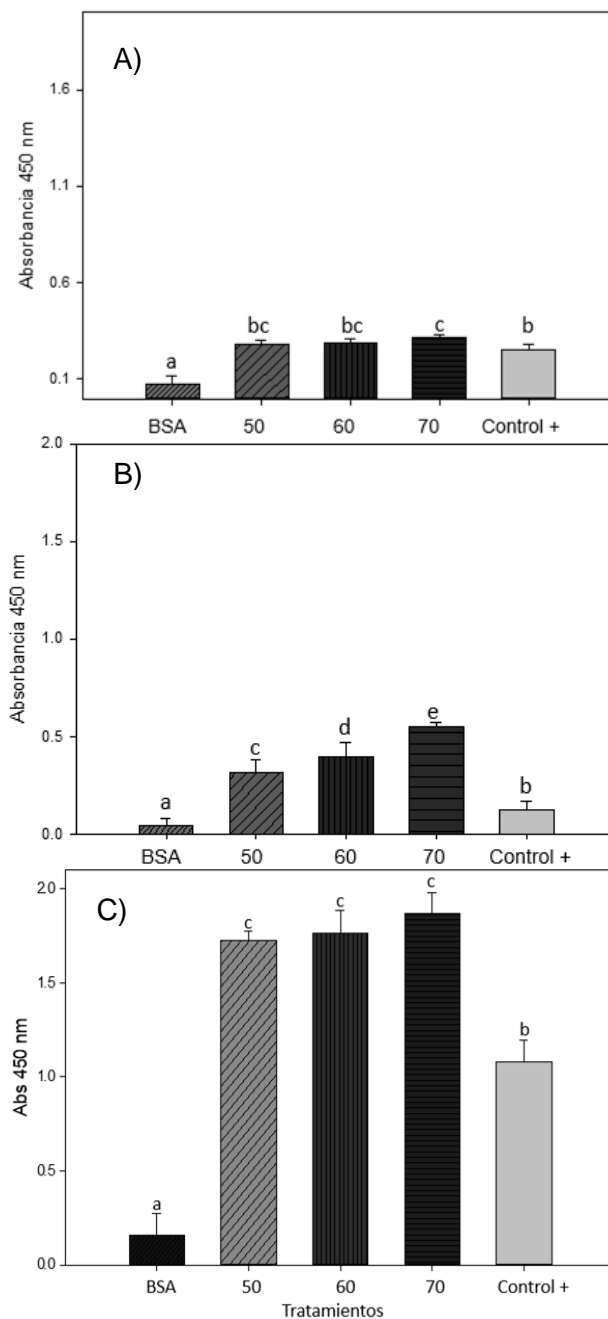 A)
Absorbancia 450 nm
1.6
1.1
0.6
0.1
a
bc
bc
c
b
BSA 50 60 70 Control +
B)
Absorbancia 450 nm
2.0
1.5
1.0
0.5
0.0
a
c
d
e
b
BSA 50 60 70 Control +
C)
Abs 450 nm
2.0
1.5
1.0
0.5
0.0
a
c
c
c
b
BSA 50 60 70 Control +
Tratamientos